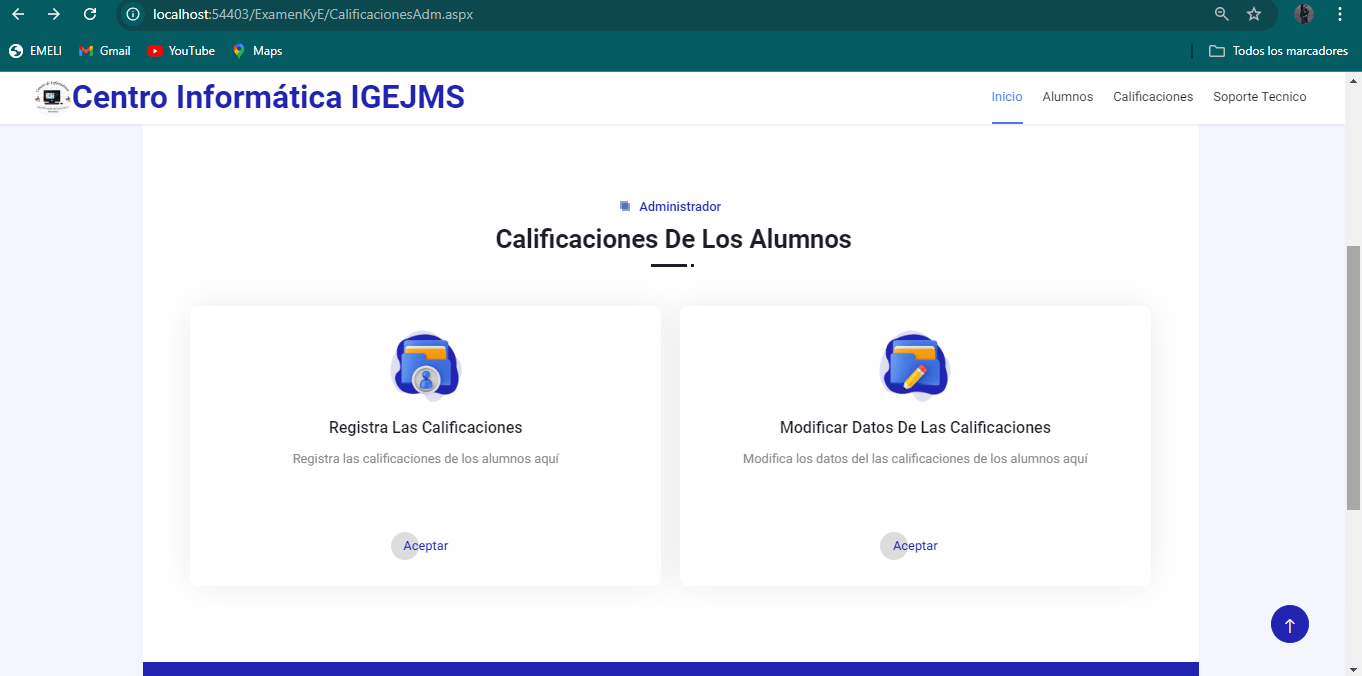 localhost:54403/ExamenKyE/CalificacionesAdm.aspx
EMELI Gmail YouTube Maps Todos los marcadores
Centro Informática IGEJMS Inicio Alumnos Calificaciones Soporte Tecnico
Administrador
Calificaciones De Los Alumnos
Registra Las Calificaciones
Registra las calificaciones de los alumnos aquí
Aceptar
Modificar Datos De Las Calificaciones
Modifica los datos del las calificaciones de los alumnos aquí
Aceptar